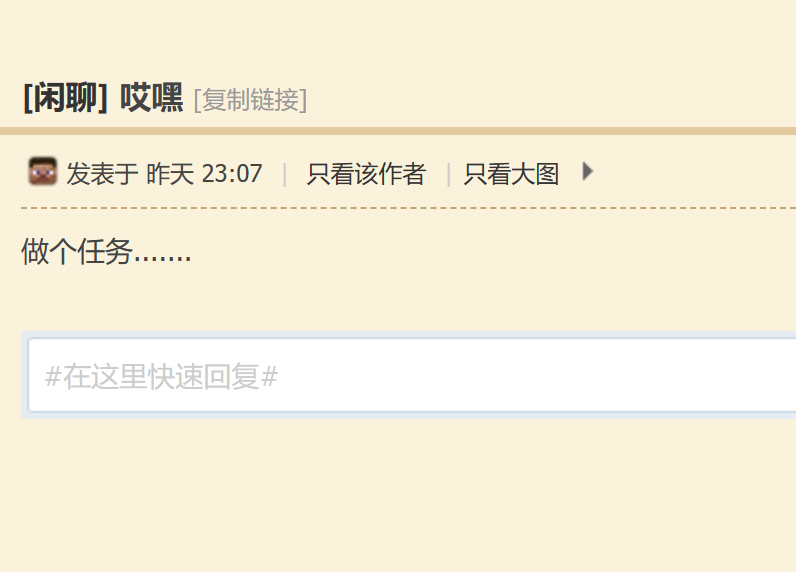 [闲聊] 哎嘿 [复制链接]
发表于 昨天 23:07 | 只看该作者 | 只看大图
做个任务.......
#在这里快速回复#